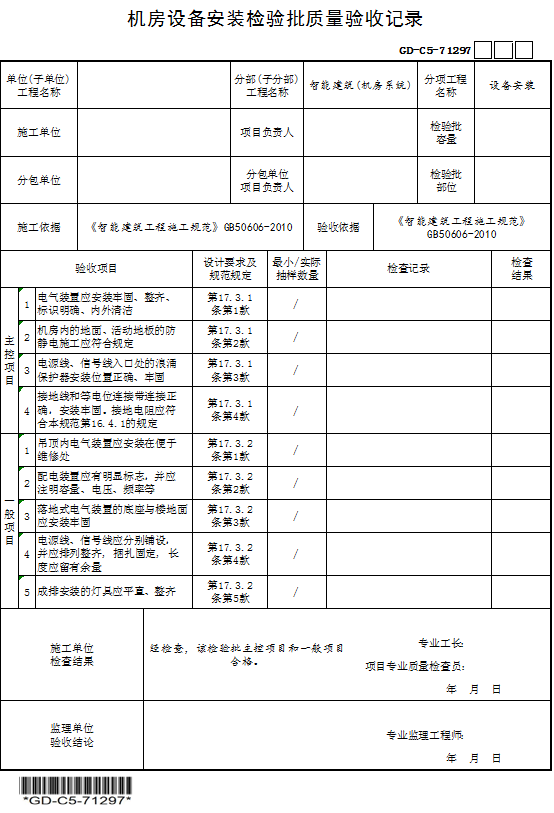 机房设备安装检验批质量验收记录
GD-C5-71297
单位(子单位)
工程名称
分部(子分部)
工程名称
智能建筑(机房系统)
分项工程
名称
设备安装
施工单位
项目负责人
检验批
容量
分包单位
分包单位
项目负责人
检验批
部位
施工依据
《智能建筑工程施工规范》GB50606-2010
验收依据
《智能建筑工程施工规范》
GB50606-2010
验收项目
设计要求及
规范规定
最小/实际
抽样数量
检查记录
检查
结果
主控项目
1
电气装置应安装牢固、整齐、
标识明确、内外清洁
第17.3.1
条第1款
/
2
机房内的地面、活动地板的防
静电施工应符合规定
第17.3.1
条第2款
/
3
电源线、信号线入口处的浪涌
保护器安装位置正确、牢固
第17.3.1
条第3款
/
4
接地线和等电位连接带连接正
确，安装牢固。接地电阻应符
合本规范第16.4.1的规定
第17.3.1
条第4款
/
一般项目
1
吊顶内电气装置应安装在便于
维修处
第17.3.2
条第1款
/
2
配电装置应有明显标志，并应
注明容量、电压、频率等
第17.3.2
条第2款
/
3
落地式电气装置的底座与楼地面
应安装牢固
第17.3.2
条第3款
/
4
电源线、信号线应分别铺设，
并应排列整齐，捆扎固定，长
度应留有余量
第17.3.2
条第4款
/
5
成排安装的灯具应平直、整齐
第17.3.2
条第5款
/
施工单位
检查结果
经检查，该检验批主控项目和一般项目
合格。
专业工长:
项目专业质量检查员:
年 月 日
监理单位
验收结论
专业监理工程师:
年 月 日
*GD-C5-71297*